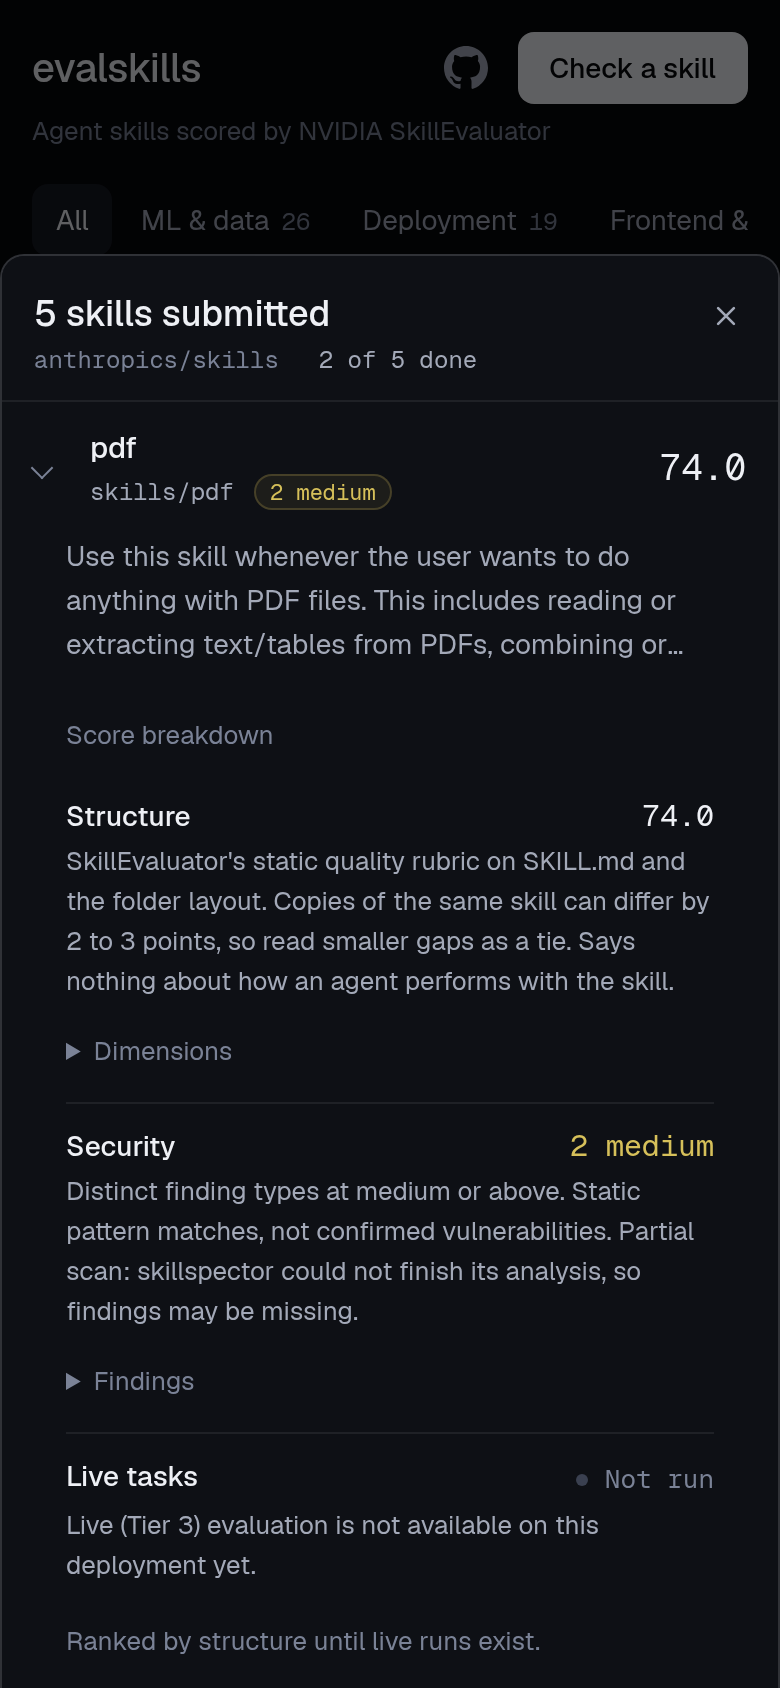 evalskills
Check a skill
Agent skills scored by NVIDIA SkillEvaluator
All ML & data 26 Deployment 19 Frontend &
5 skills submitted
anthropics/skills 2 of 5 done
pdf
74.0
skills/pdf 2 medium
Use this skill whenever the user wants to do
anything with PDF files. This includes reading or
extracting text/tables from PDFs, combining or…
Score breakdown
Structure 74.0
SkillEvaluator's static quality rubric on SKILL.md and
the folder layout. Copies of the same skill can differ by
2 to 3 points, so read smaller gaps as a tie. Says
nothing about how an agent performs with the skill.
Dimensions
Security 2 medium
Distinct finding types at medium or above. Static
pattern matches, not confirmed vulnerabilities. Partial
scan: skillspector could not finish its analysis, so
findings may be missing.
Findings
Live tasks Not run
Live (Tier 3) evaluation is not available on this
deployment yet.
Ranked by structure until live runs exist.